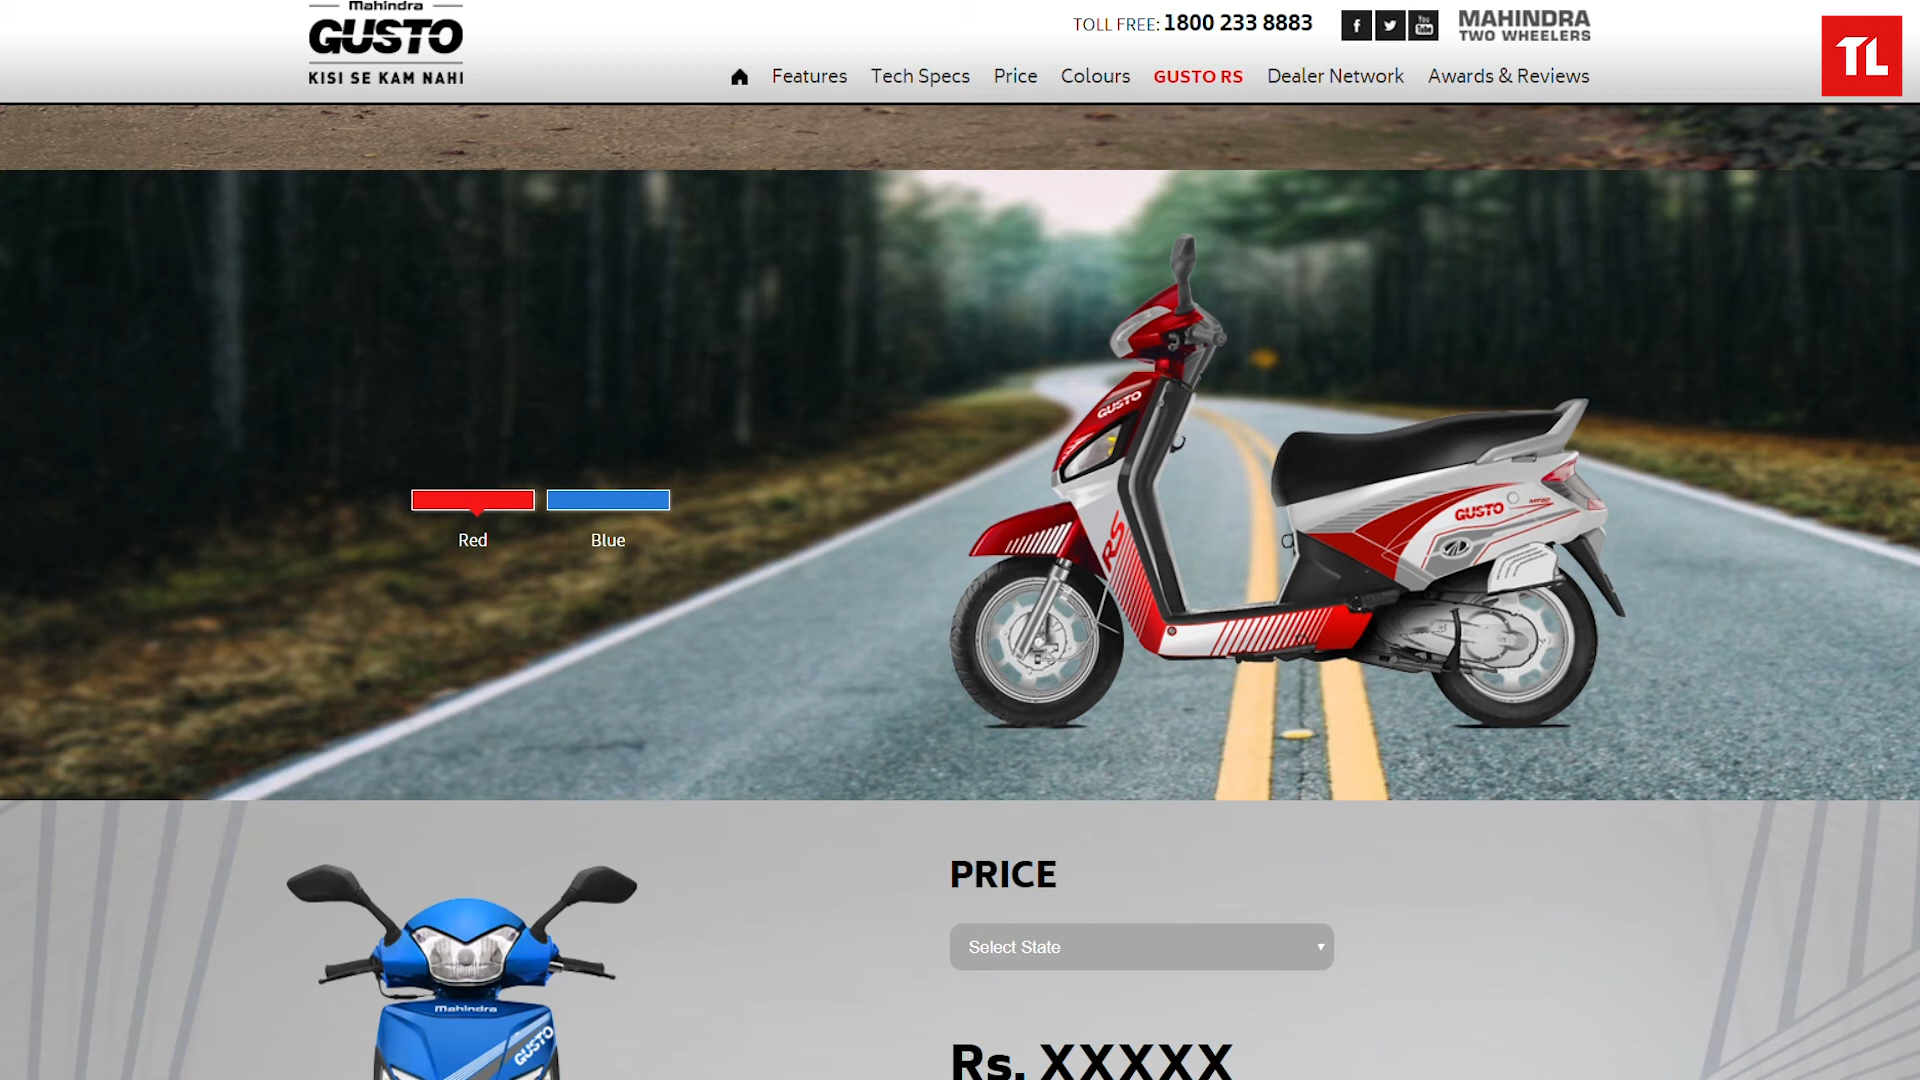 Mahindra
GUSTO
KISI SE KAM NAHI
TOLL FREE: 1800 233 8883
f
You
Tube
MAHINDRA
TWO WHEELERS
TL
Features Tech Specs Price Colours GUSTO RS Dealer Network Awards & Reviews
GUSTO
RS
GUSTO
Red Blue
PRICE
Select State
Mahindra
GUSTO
Rs. XXXXX